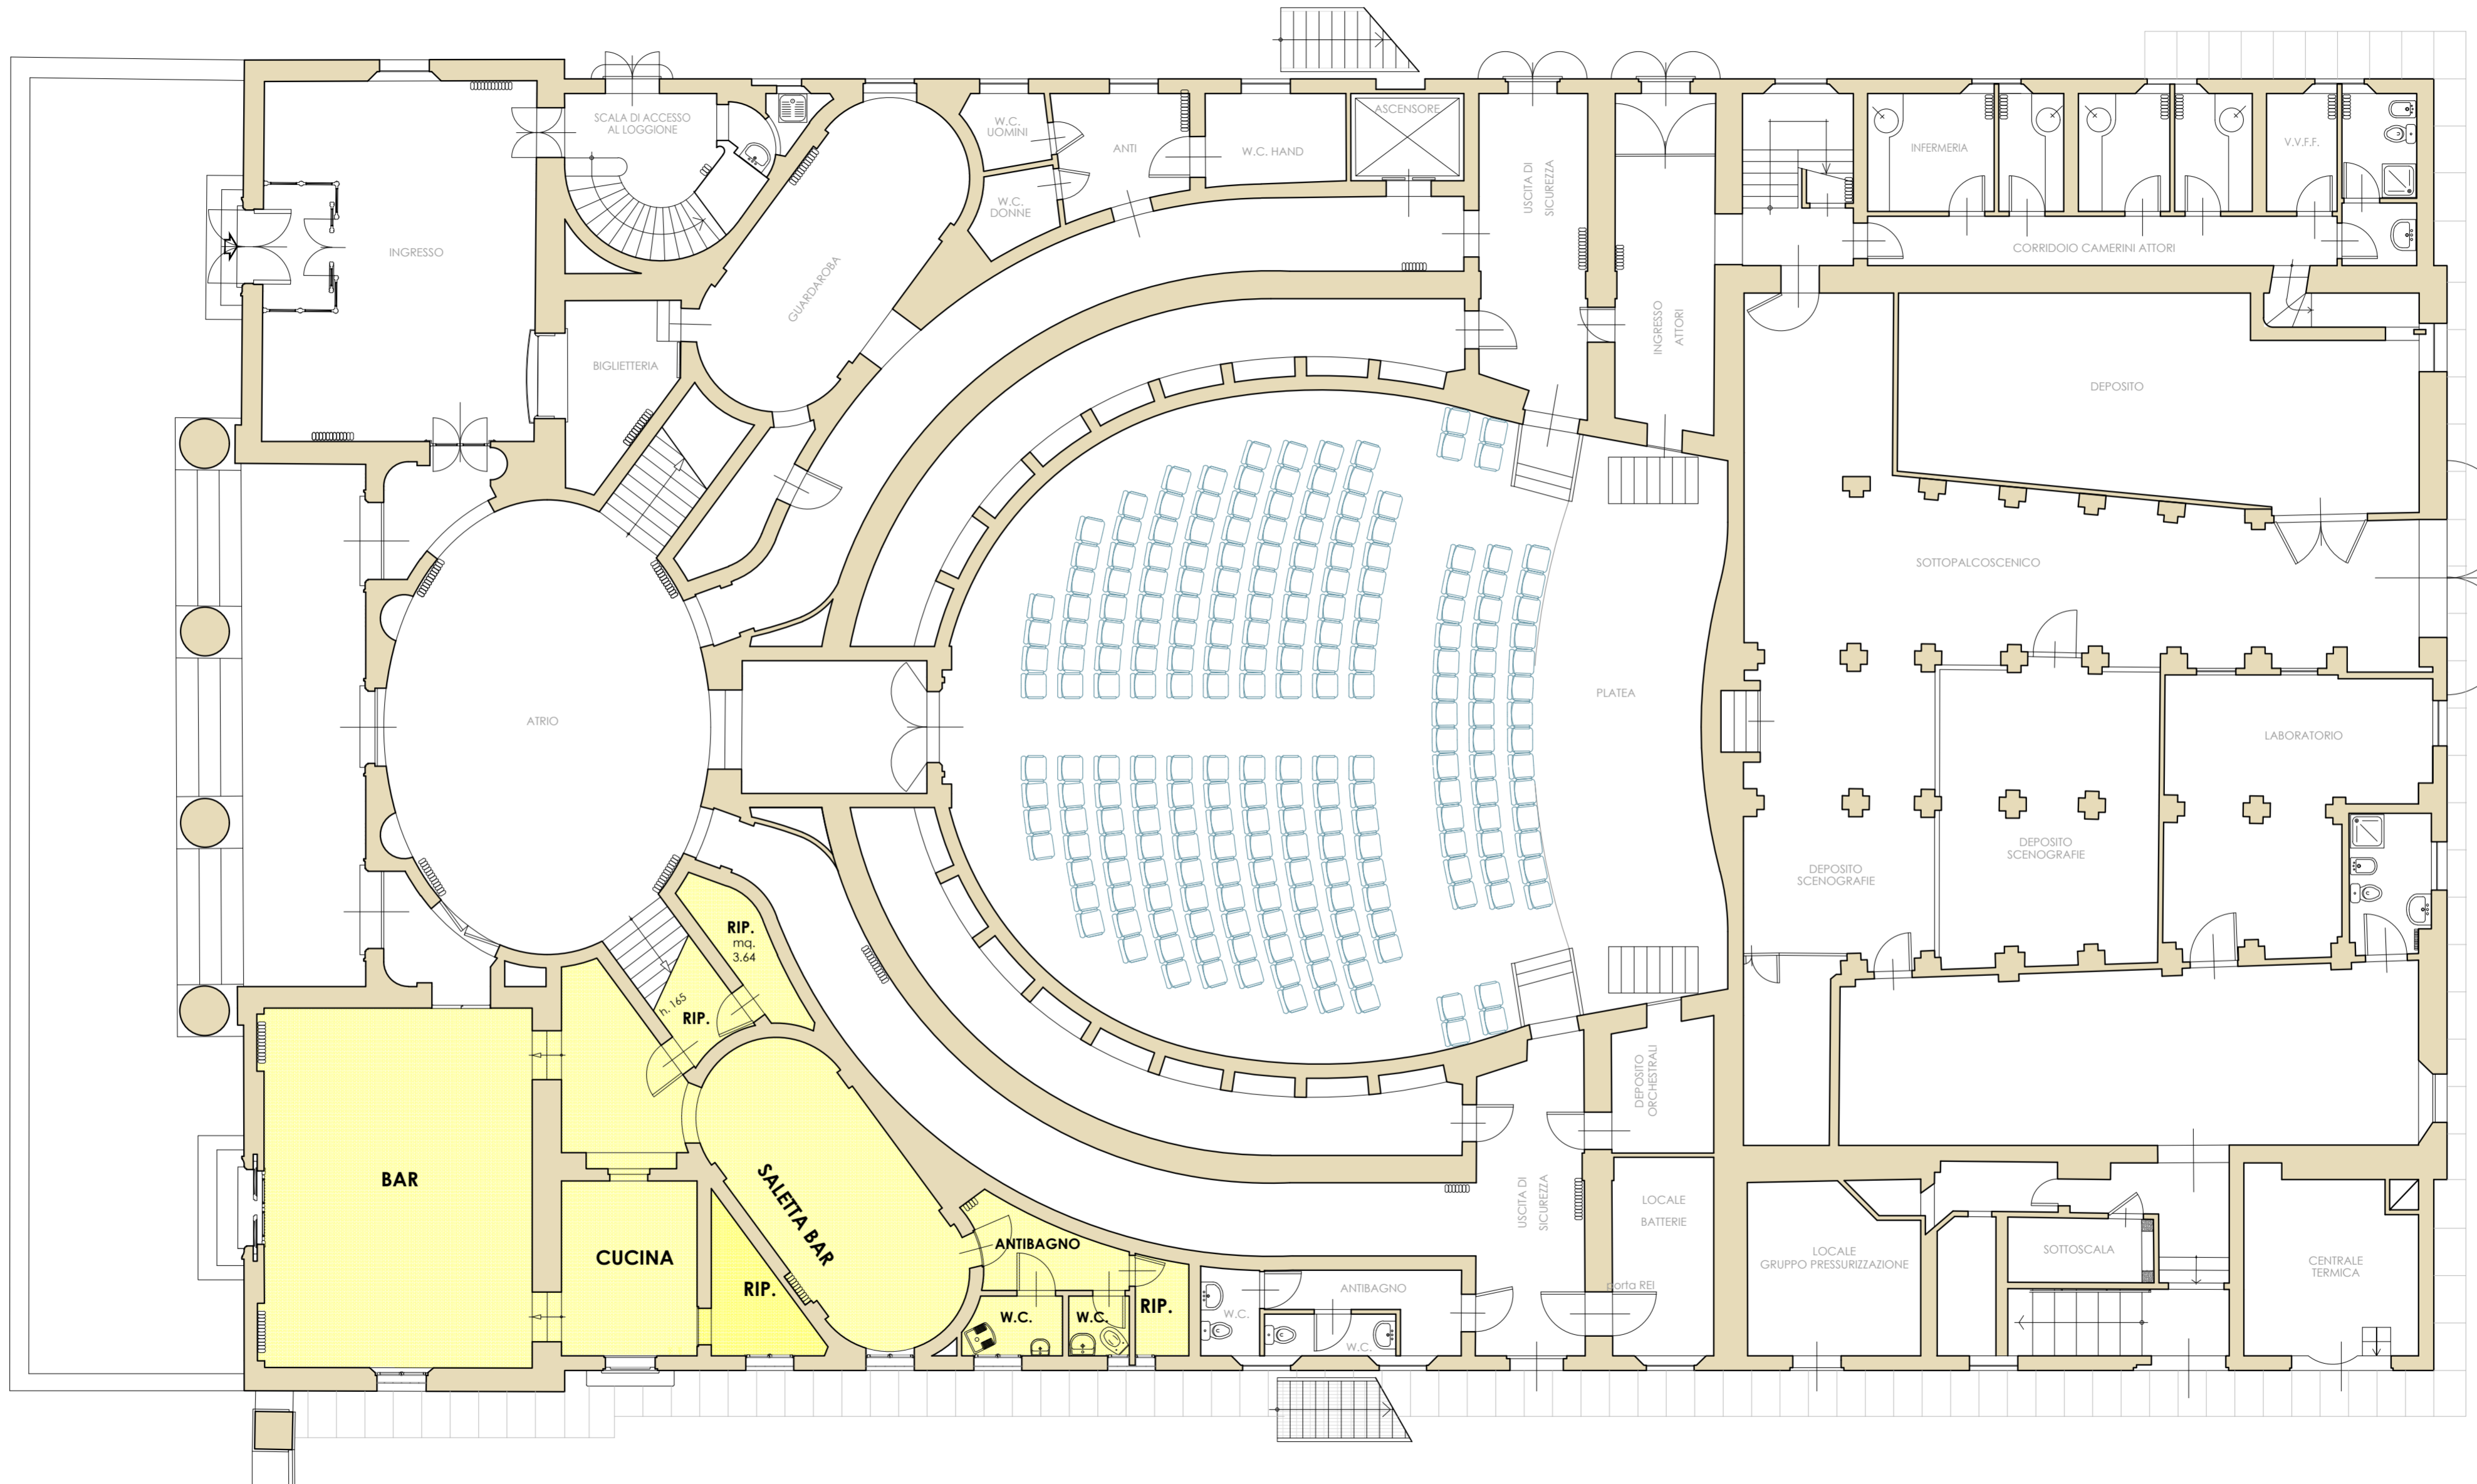 SCALA DI ACCESSO
AL LOGGIONE
W.C.
UOMINI
ANTI
W.C. HAND
ASCENSORE
USCITA DI
SICUREZZA
INFERMERIA
V.V.F.F.
W.C.
DONNE
INGRESSO
GUARDAROBA
CORRIDOIO CAMERINI ATTORI
BIGLIETTERIA
INGRESSO
ATTORI
DEPOSITO
SOTTOPALCOSCENICO
ATRIO
PLATEA
LABORATORIO
DEPOSITO
SCENOGRAFIE
DEPOSITO
SCENOGRAFIE
RIP.
mq.
3.64
h. 165
RIP.
DEPOSITO
ORCHESTRALI
BAR
SALETTA BAR
USCITA DI
SICUREZZA
LOCALE
BATTERIE
CUCINA
ANTIBAGNO
LOCALE
GRUPPO PRESSURIZZAZIONE
SOTTOSCALA
CENTRALE
TERMICA
RIP.
W.C.
W.C.
RIP.
W.C.
ANTIBAGNO
W.C.
porta REI